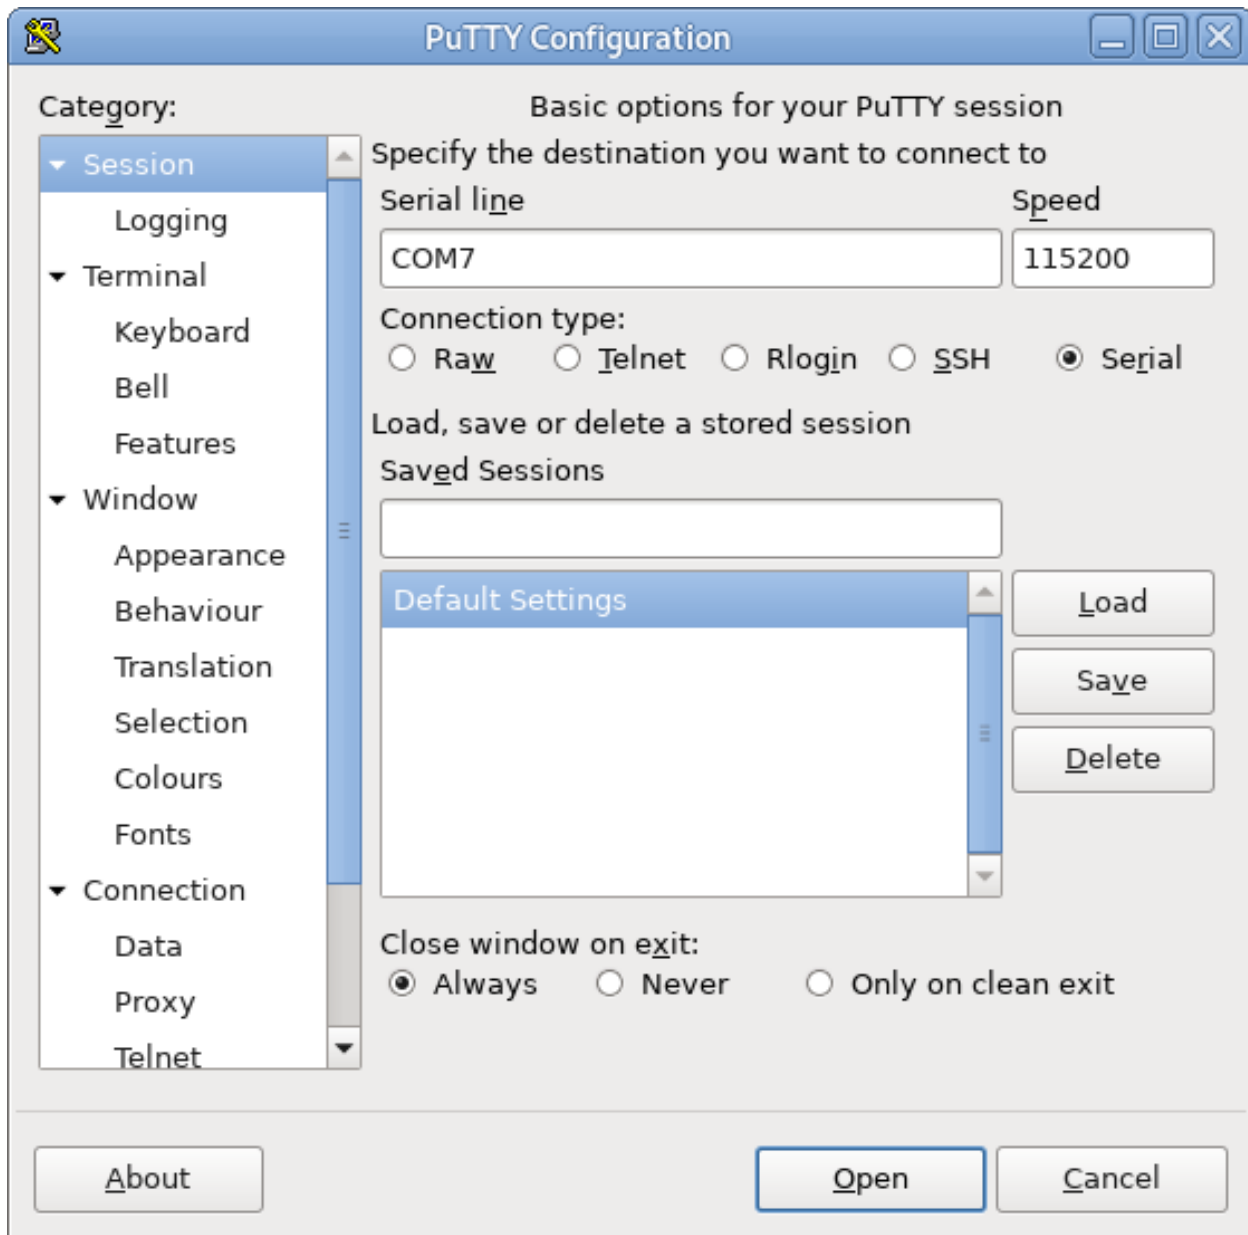 PuTTY Configuration
Category:
Session
Logging
Terminal
Keyboard
Bell
Features
Window
Appearance
Behaviour
Translation
Selection
Colours
Fonts
Connection
Data
Proxy
Telnet
Basic options for your PuTTY session
Specify the destination you want to connect to
Serial line Speed
COM7 115200
Connection type:
Raw Telnet Rlogin SSH Serial
Load, save or delete a stored session
Saved Sessions
Default Settings
Load
Save
Delete
Close window on exit:
Always Never Only on clean exit
About Open Cancel